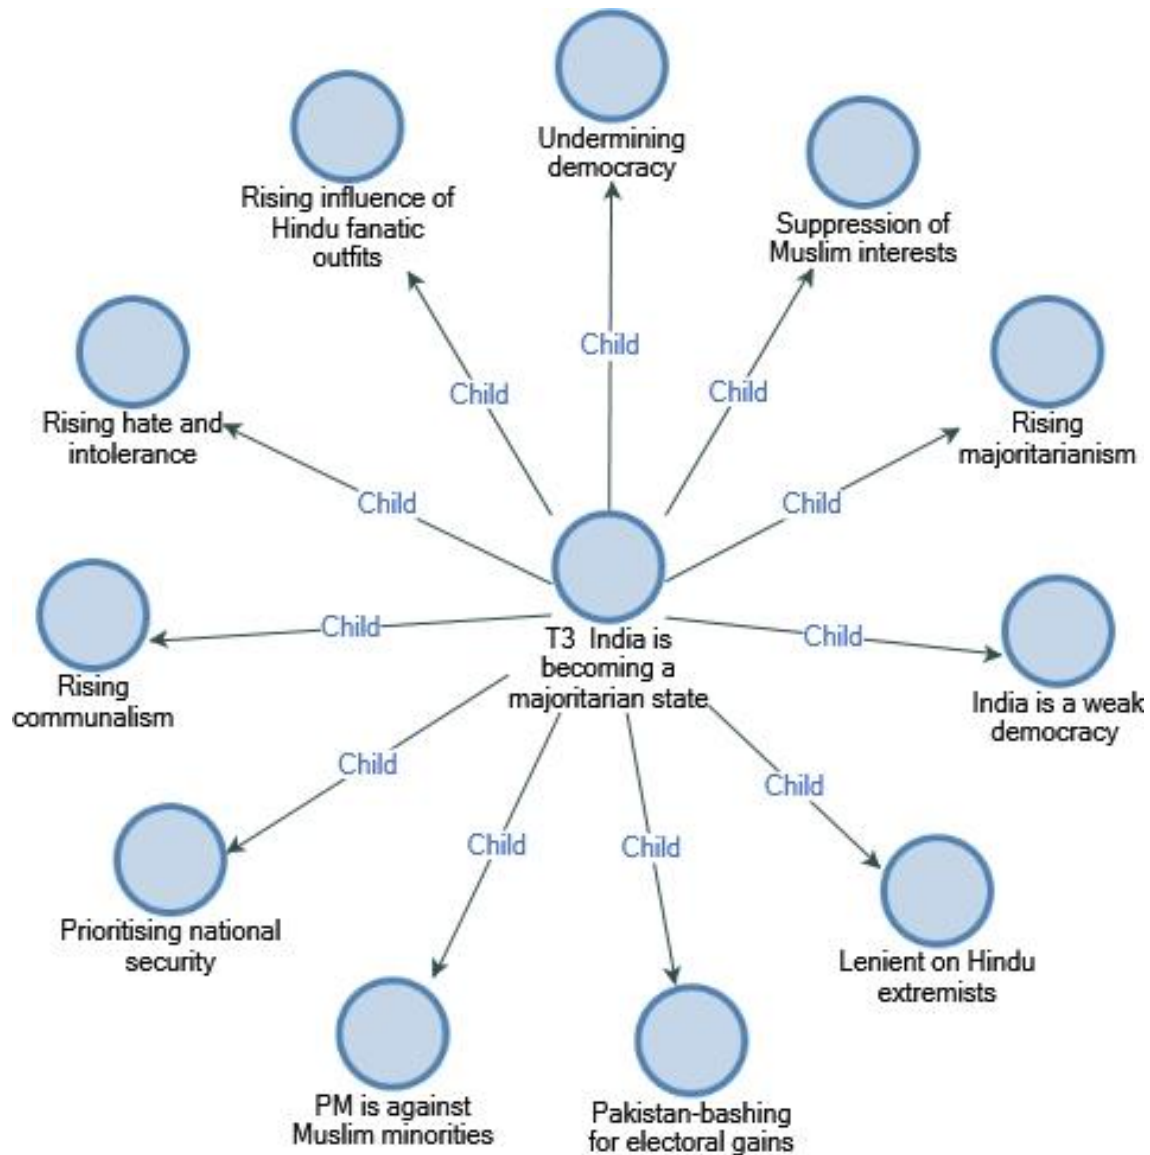 Undermining
democracy
Rising influence of
Hindu fanatic
outfits
Suppression of
Muslim interests
Child
Child
Child
Rising hate and
intolerance
Rising
majoritarianism
Child
Child
Child
T3 India is
becoming a
majoritarian state
Child
Rising
communalism
India is a weak
democracy
Child
Child
Child
Child
Prioritising national
security
Lenient on Hindu
extremists
PM is against
Muslim minorities
Pakistan-bashing
for electoral gains